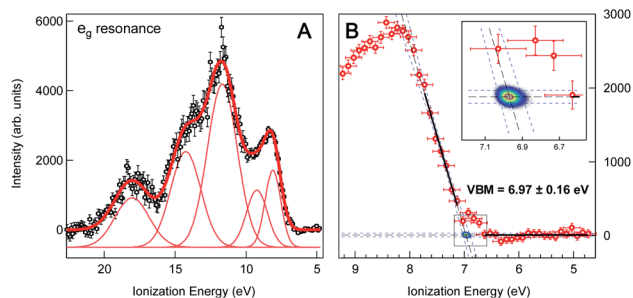 e_g resonance
A
Intensity (arb. units)
6000
4000
2000
0
20
15
10
5
Ionization Energy (eV)
B
3000
2000
1000
0
7.1
6.9
6.7
VBM = 6.97 ± 0.16 eV
9
8
7
6
5
Ionization Energy (eV)